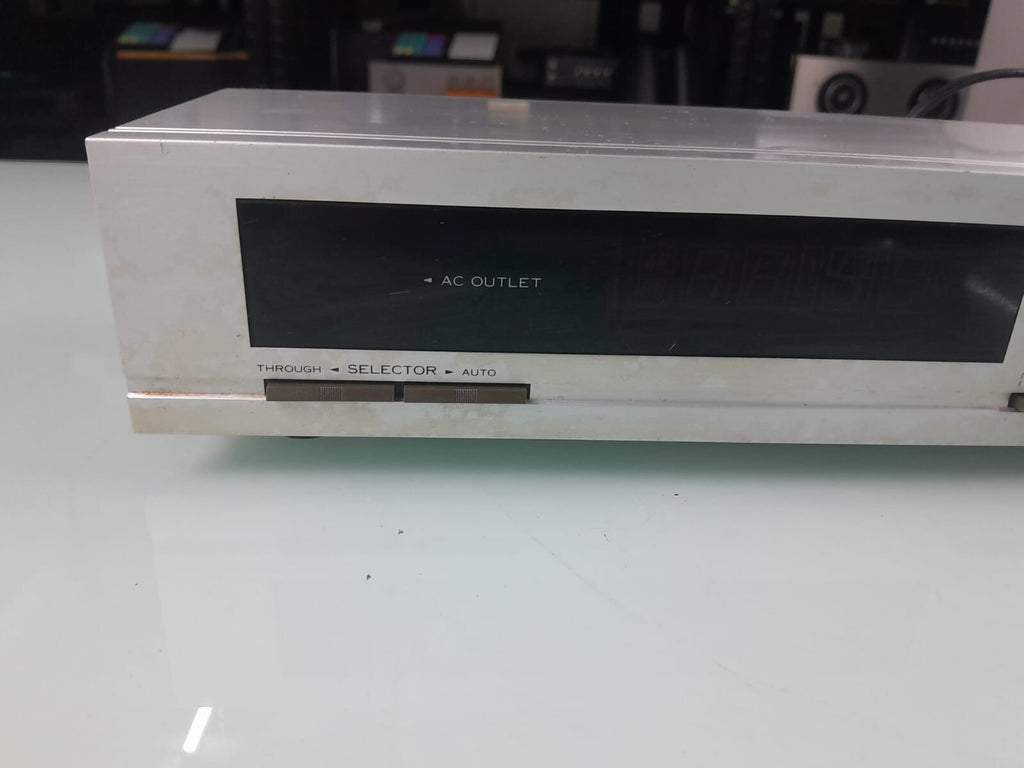 ◄ AC OUTLET
THROUGH ◄ SELECTOR ► AUTO